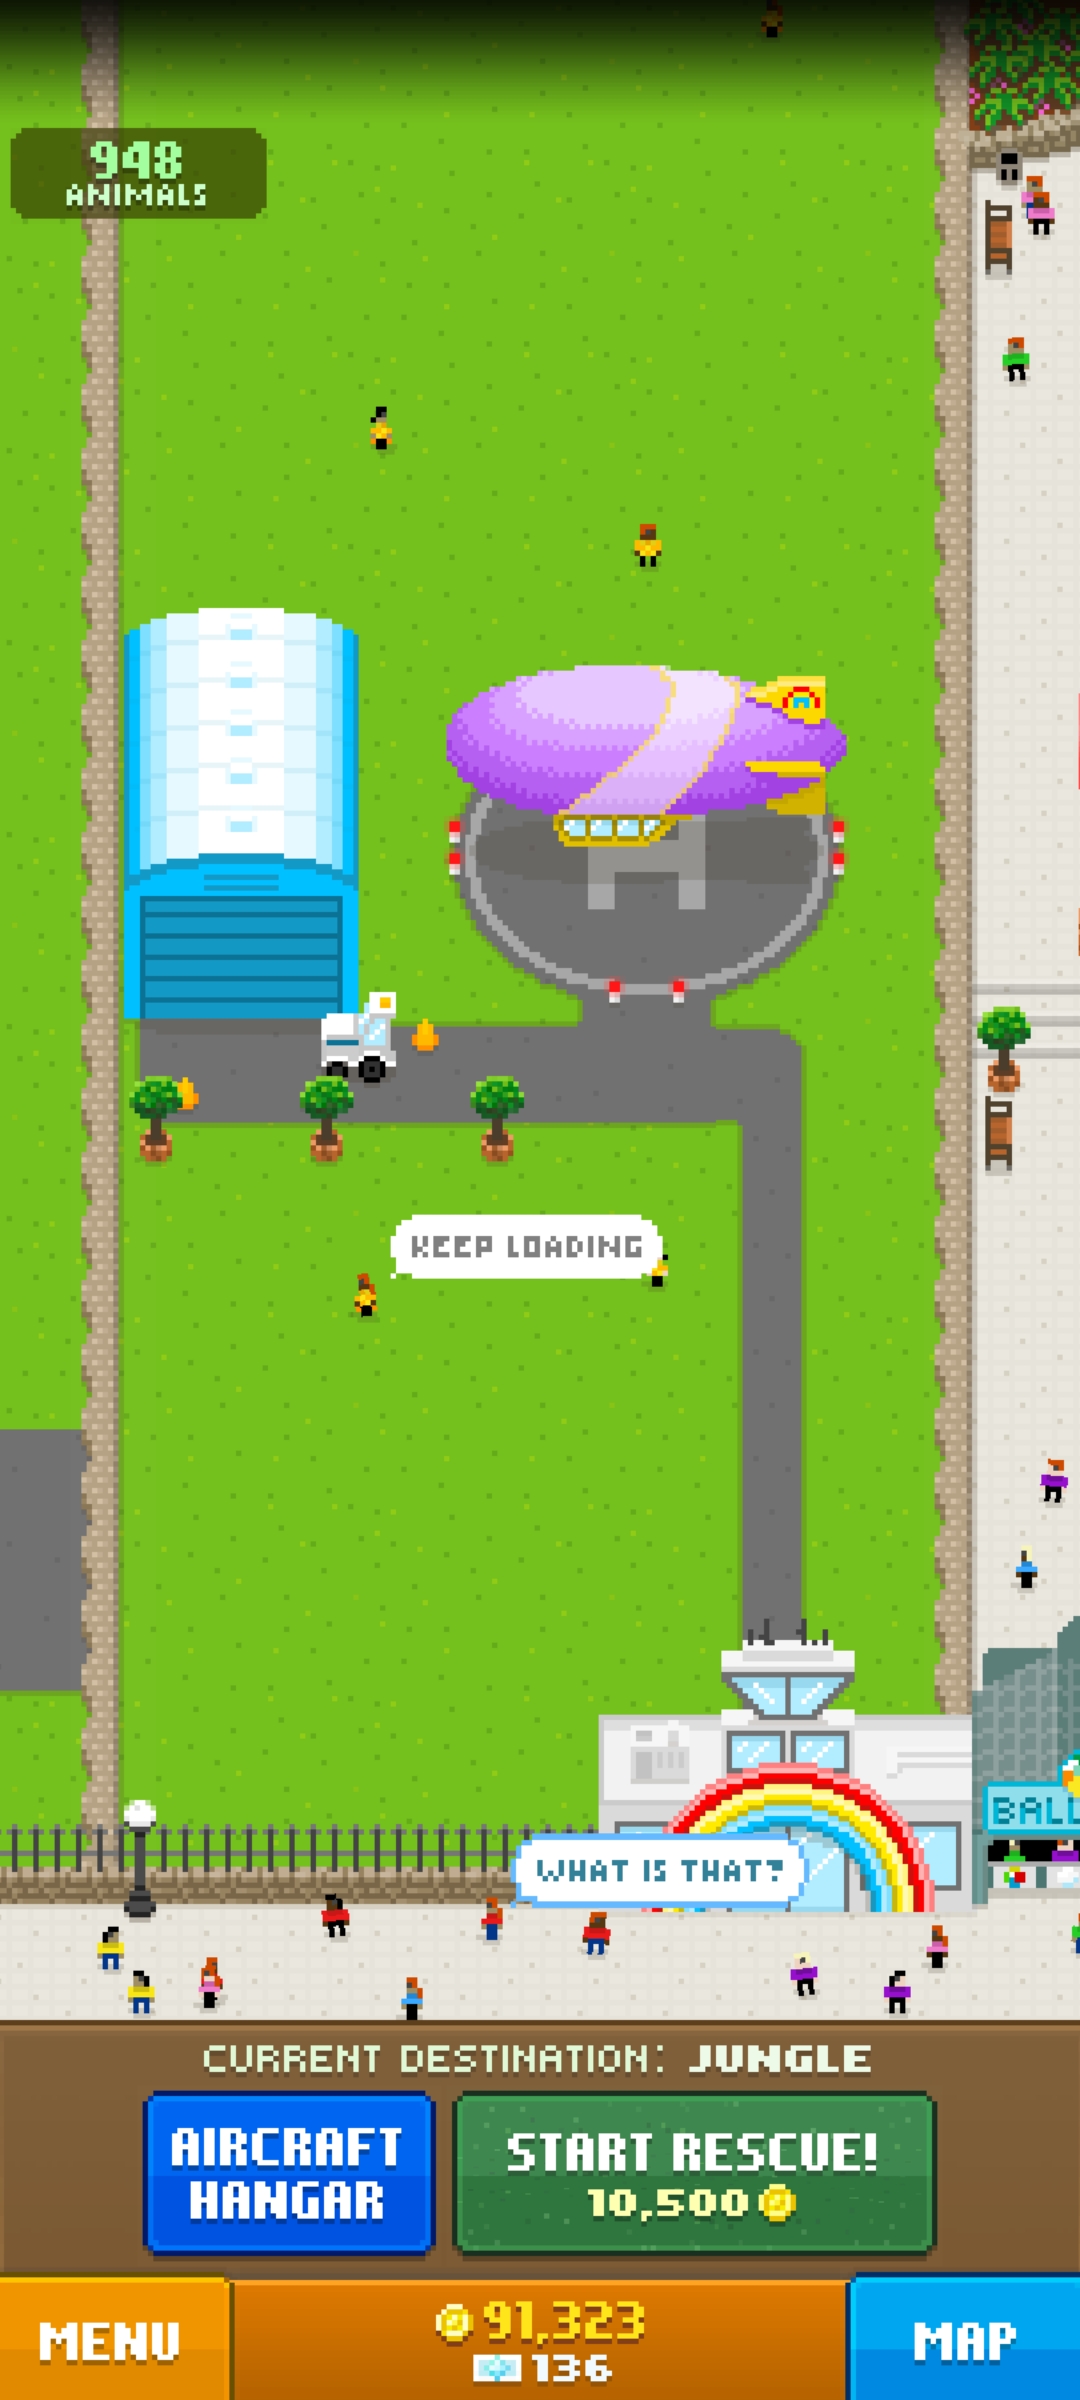 948
ANIMALS
KEEP LOADING
WHAT IS THAT?
BALL
CURRENT DESTINATION: JUNGLE
AIRCRAFT
HANGAR
START RESCUE!
10,500
MENU
91,323
136
MAP